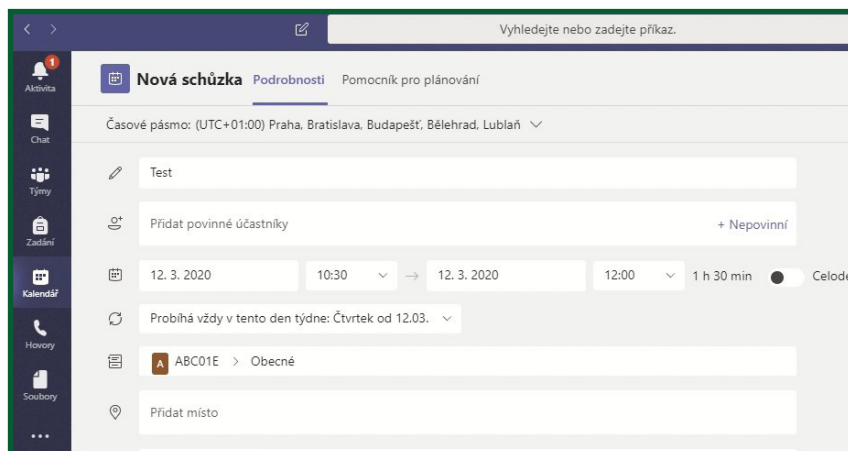 Vyhledejte nebo zadejte příkaz.
1
Aktivita
Chat
Týmy
Zadání
Kalendář
Hovory
Soubory
Nová schůzka Podrobnosti Pomocník pro plánování
Časové pásmo: (UTC+01:00) Praha, Bratislava, Budapešť, Bělehrad, Lublaň
Test
Přidat povinné účastníky + Nepovinní
12. 3. 2020 10:30 → 12. 3. 2020 12:00 1 h 30 min Celode
Probíhá vždy v tento den týdne: Čtvrtek od 12.03.
A ABC01E > Obecné
Přidat místo